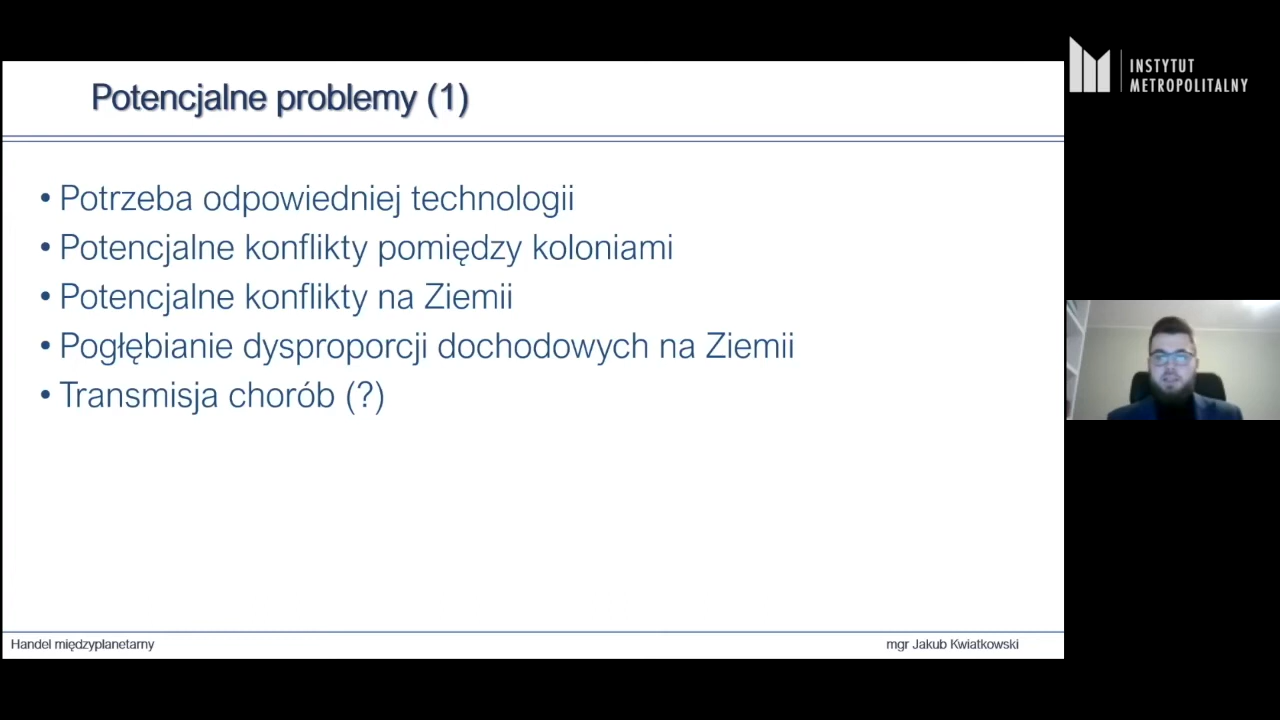 Potencjalne problemy (1)
• Potrzeba odpowiedniej technologii
• Potencjalne konflikty pomiędzy koloniami
• Potencjalne konflikty na Ziemii
• Pogłębianie dysproporcji dochodowych na Ziemii
• Transmisja chorób (?)
Handel międzyplanetarny
mgr Jakub Kwiatkowski
INSTYTUT
METROPOLITALNY